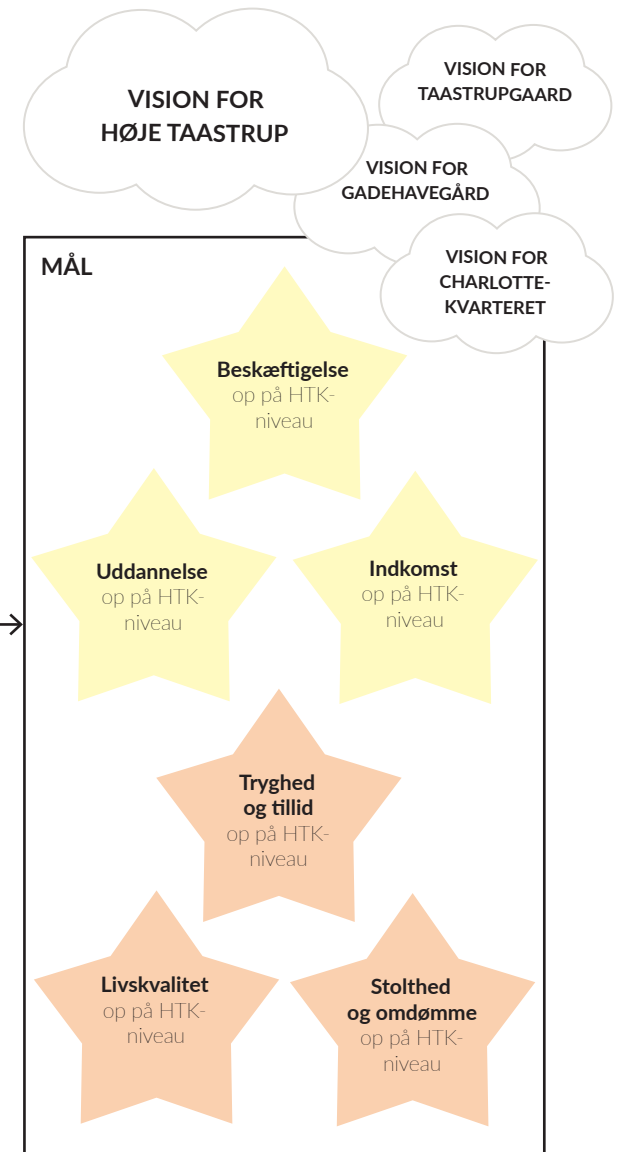 VISION FOR
HØJE TAASTRUP
VISION FOR
TAASTRUPGAARD
VISION FOR
GADEHAVEGÅRD
VISION FOR
CHARLOTTE-
KVARTERET
MÅL
Beskæftigelse
op på HTK-
niveau
Uddannelse
op på HTK-
niveau
Indkomst
op på HTK-
niveau
Tryghed
og tillid
op på HTK-
niveau
Livskvalitet
op på HTK-
niveau
Stolthed
og omdømme
op på HTK-
niveau